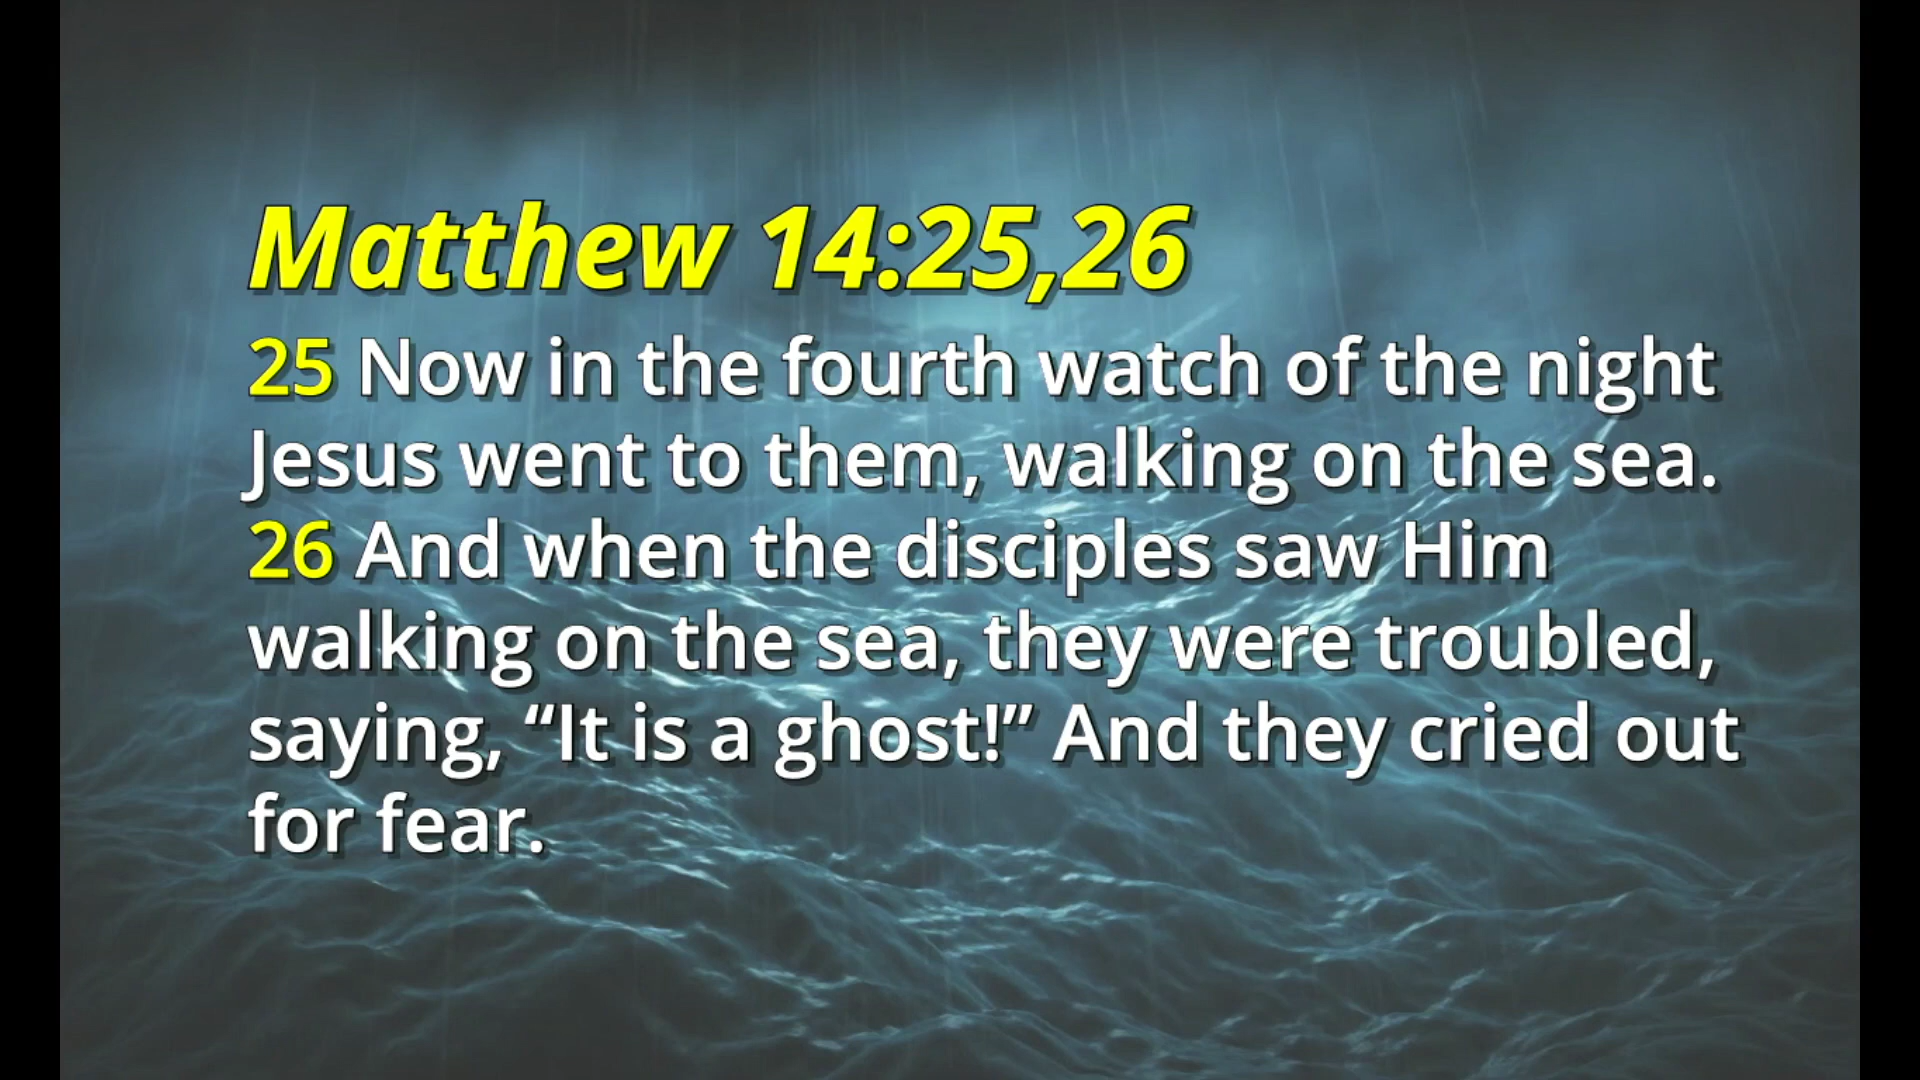 Matthew 14:25,26
25 Now in the fourth watch of the night
Jesus went to them, walking on the sea.
26 And when the disciples saw Him
walking on the sea, they were troubled,
saying, “It is a ghost!” And they cried out
for fear.